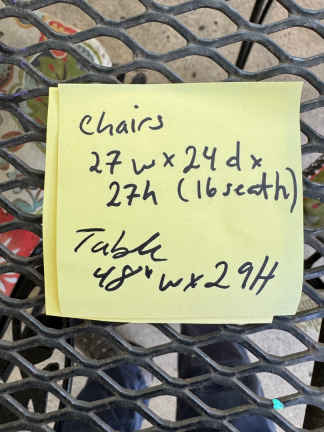 chairs
27 w x 24 d x
27h (16 seat h)
Table
48" w x 29H